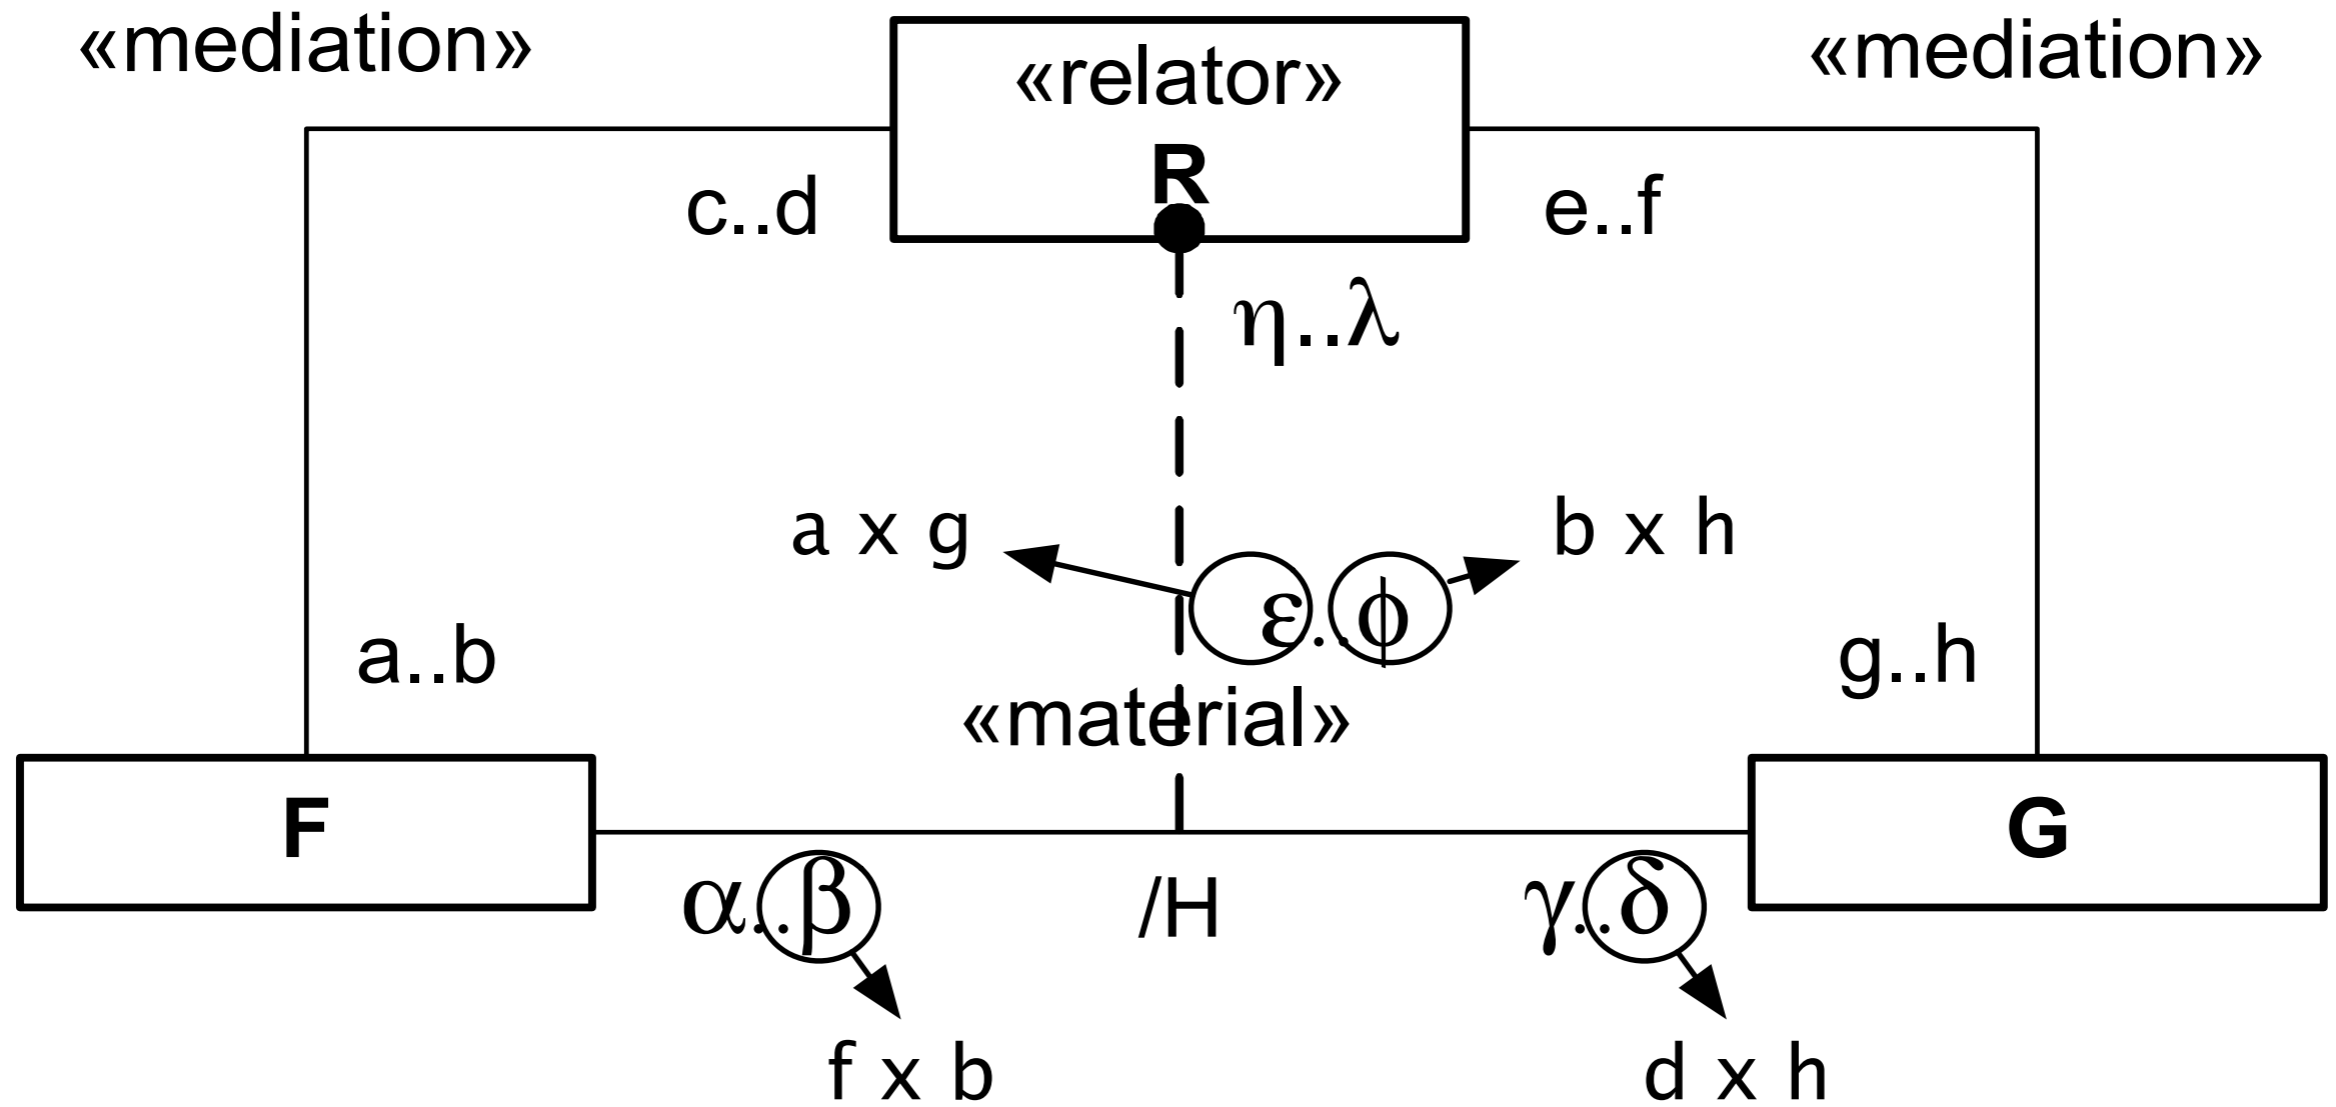 «mediation»
«relator»
«mediation»
R
c..d
e..f
η..λ
a x g
b x h
ε..ϕ
a..b
g..h
«material»
F
G
α..β
/H
γ..δ
f x b
d x h